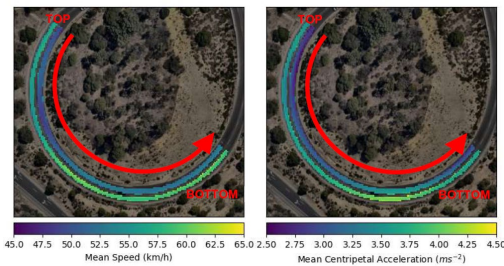 TOP
BOTTOM
45.0 47.5 50.0 52.5 55.0 57.5 60.0 62.5 65.0
Mean Speed (km/h)
TOP
BOTTOM
2.50 2.75 3.00 3.25 3.50 3.75 4.00 4.25 4.50
Mean Centripetal Acceleration (ms⁻²)